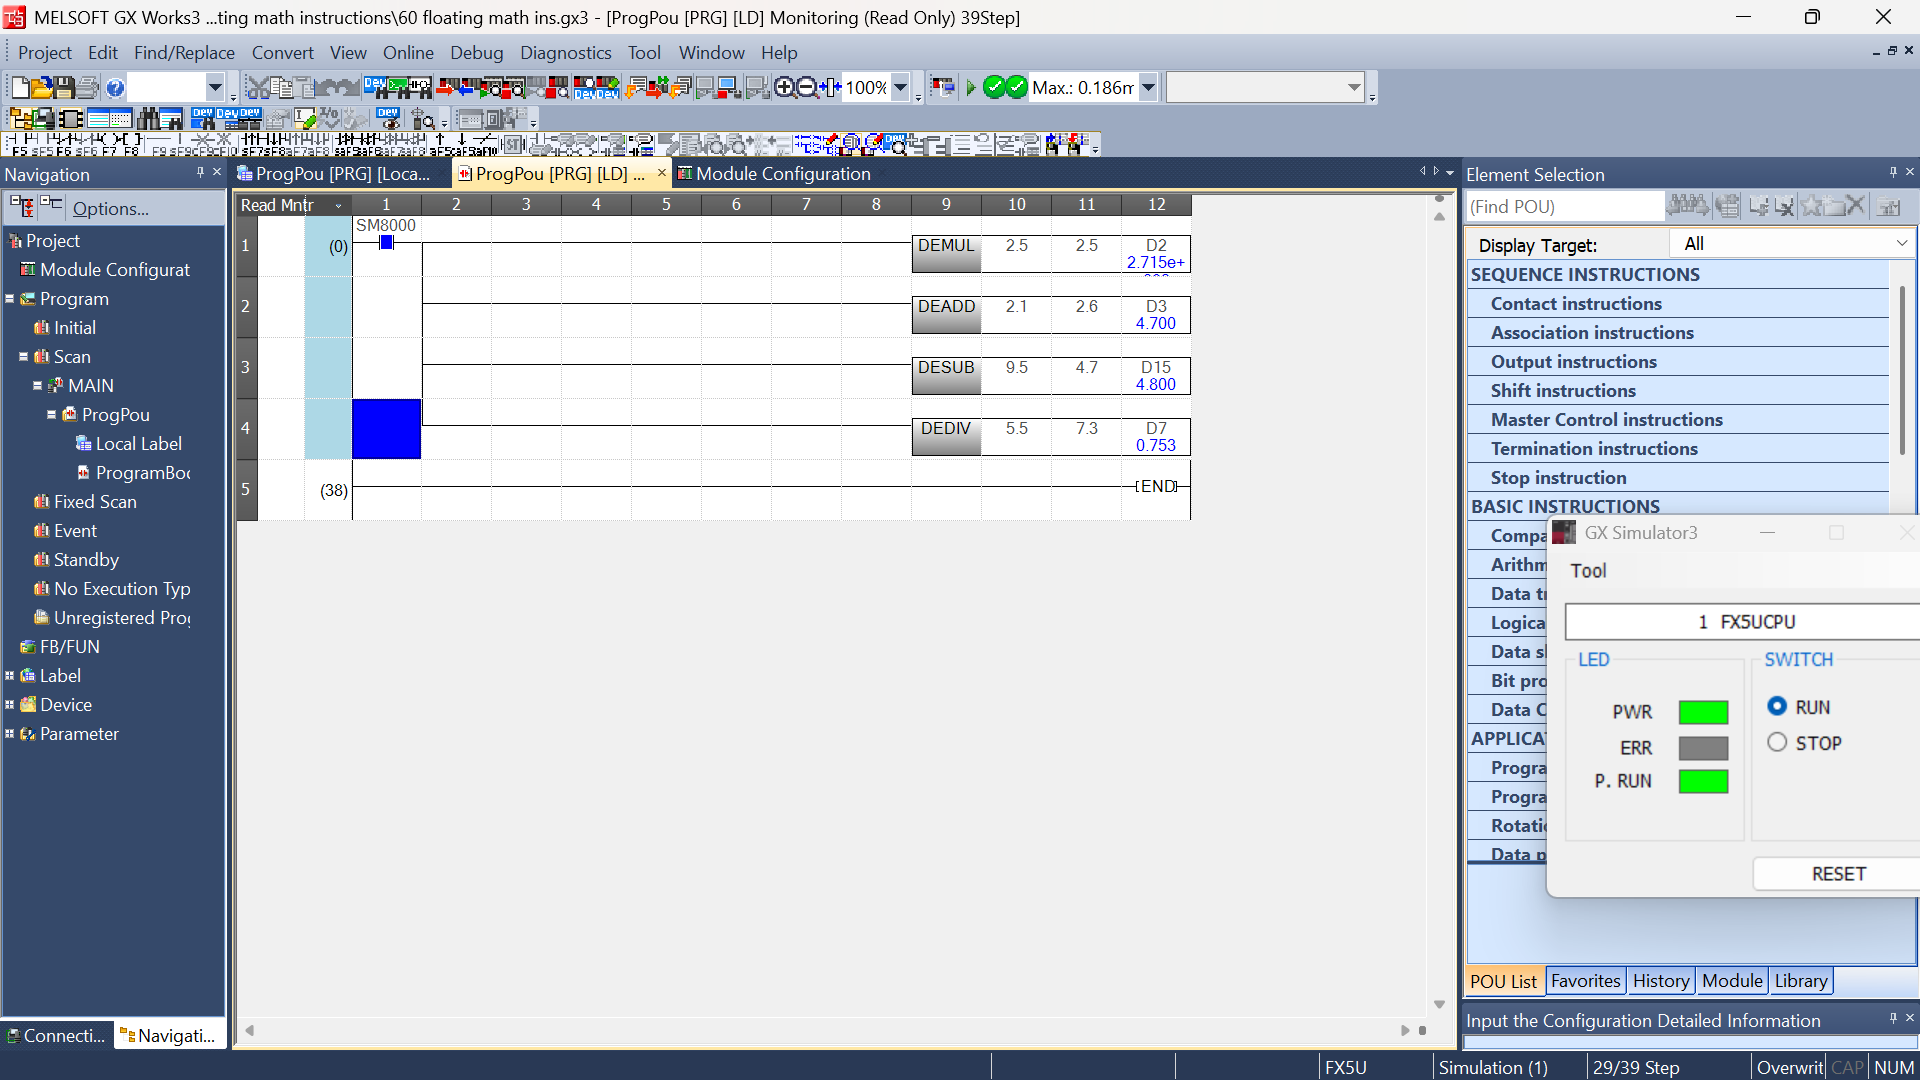 MELSOFT GX Works3 ...ting math instructions\60 floating math ins.gx3 - [ProgPou [PRG] [LD] Monitoring (Read Only) 39Step]
Project Edit Find/Replace Convert View Online Debug Diagnostics Tool Window Help
100% Max.: 0.186m
Navigation
Options...
Project
Module Configurat
Program
Initial
Scan
MAIN
ProgPou
Local Label
ProgramBo
Fixed Scan
Event
Standby
No Execution Typ
Unregistered Pro
FB/FUN
Label
Device
Parameter
Connecti... Navigati...
ProgPou [PRG] [Loca... ProgPou [PRG] [LD] ... Module Configuration
Read Mntr 1 2 3 4 5 6 7 8 9 10 11 12
SM8000
1 (0) DEMUL 2.5 2.5 D2
2.715e+
2 DEADD 2.1 2.6 D3
4.700
3 DESUB 9.5 4.7 D15
4.800
4 DEDIV 5.5 7.3 D7
0.753
5 (38) [END]
Element Selection
(Find POU)
Display Target: All
SEQUENCE INSTRUCTIONS
Contact instructions
Association instructions
Output instructions
Shift instructions
Master Control instructions
Termination instructions
Stop instruction
BASIC INSTRUCTIONS
Compa
Arithm
Data t
Logica
Data s
Bit pro
Data C
APPLICA
Progra
Progra
Rotati
Data p
GX Simulator3
Tool
1 FX5UCPU
LED SWITCH
PWR RUN
ERR STOP
P. RUN
RESET
POU List Favorites History Module Library
Input the Configuration Detailed Information
FX5U Simulation (1) 29/39 Step Overwrit CAP NUM